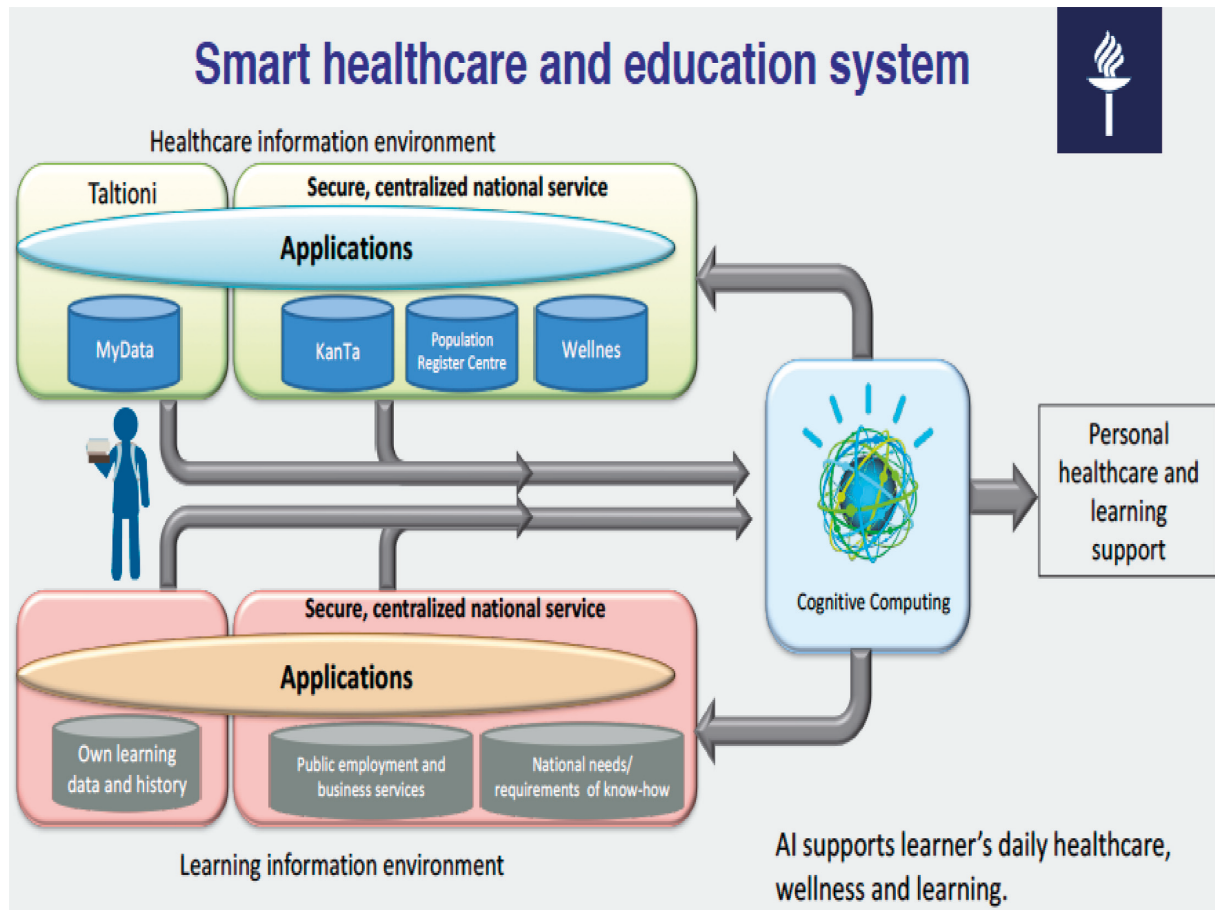 Smart healthcare and education system
Healthcare information environment
Taltioni
Secure, centralized national service
Applications
MyData
KanTa
Population
Register Centre
Wellnes
Cognitive Computing
Personal
healthcare and
learning
support
Secure, centralized national service
Applications
Own learning
data and history
Public employment and
business services
National needs/
requirements of know-how
Learning information environment
AI supports learner's daily healthcare,
wellness and learning.